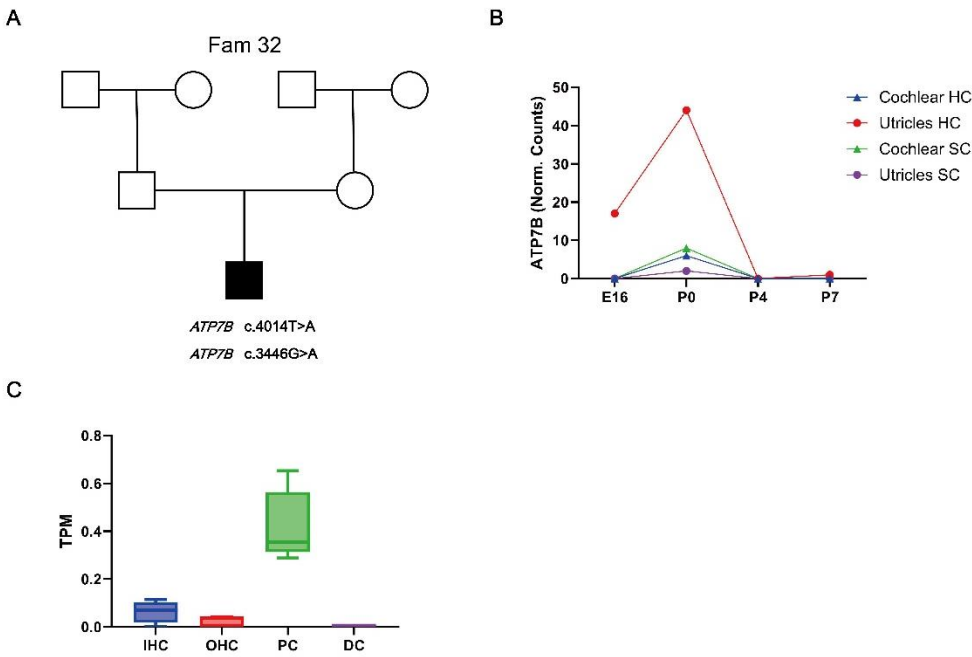 A
Fam 32
ATP7B c.4014T>A
ATP7B c.3446G>A
B
ATP7B (Norm. Counts)
50
40
30
20
10
0
E16 P0 P4 P7
Cochlear HC
Utricles HC
Cochlear SC
Utricles SC
C
TPM
0.8
0.6
0.4
0.2
0.0
IHC OHC PC DC